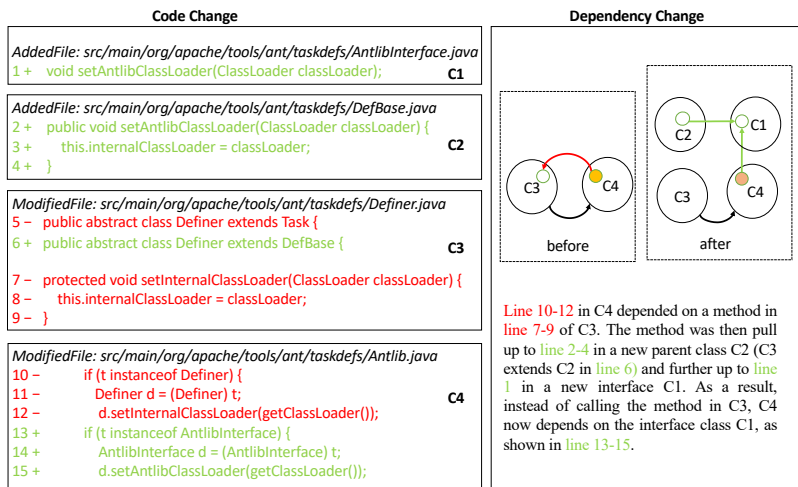 Code Change
AddedFile: src/main/org/apache/tools/ant/taskdefs/AntlibInterface.java
1 + void setAntlibClassLoader(ClassLoader classLoader);
C1
AddedFile: src/main/org/apache/tools/ant/taskdefs/DefBase.java
2 + public void setAntlibClassLoader(ClassLoader classLoader) {
3 + this.internalClassLoader = classLoader;
C2
4 + }
ModifiedFile: src/main/org/apache/tools/ant/taskdefs/Definer.java
5 − public abstract class Definer extends Task {
6 + public abstract class Definer extends DefBase {
C3
7 − protected void setInternalClassLoader(ClassLoader classLoader) {
8 − this.internalClassLoader = classLoader;
9 − }
ModifiedFile: src/main/org/apache/tools/ant/taskdefs/Antlib.java
10 − if (t instanceof Definer) {
11 − Definer d = (Definer) t;
C4
12 − d.setInternalClassLoader(getClassLoader());
13 + if (t instanceof AntlibInterface) {
14 + AntlibInterface d = (AntlibInterface) t;
15 + d.setAntlibClassLoader(getClassLoader());
Dependency Change
C3
C4
before
C2
C1
C3
C4
after
Line 10-12 in C4 depended on a method in
line 7-9 of C3. The method was then pull
up to line 2-4 in a new parent class C2 (C3
extends C2 in line 6) and further up to line
1 in a new interface C1. As a result,
instead of calling the method in C3, C4
now depends on the interface class C1, as
shown in line 13-15.